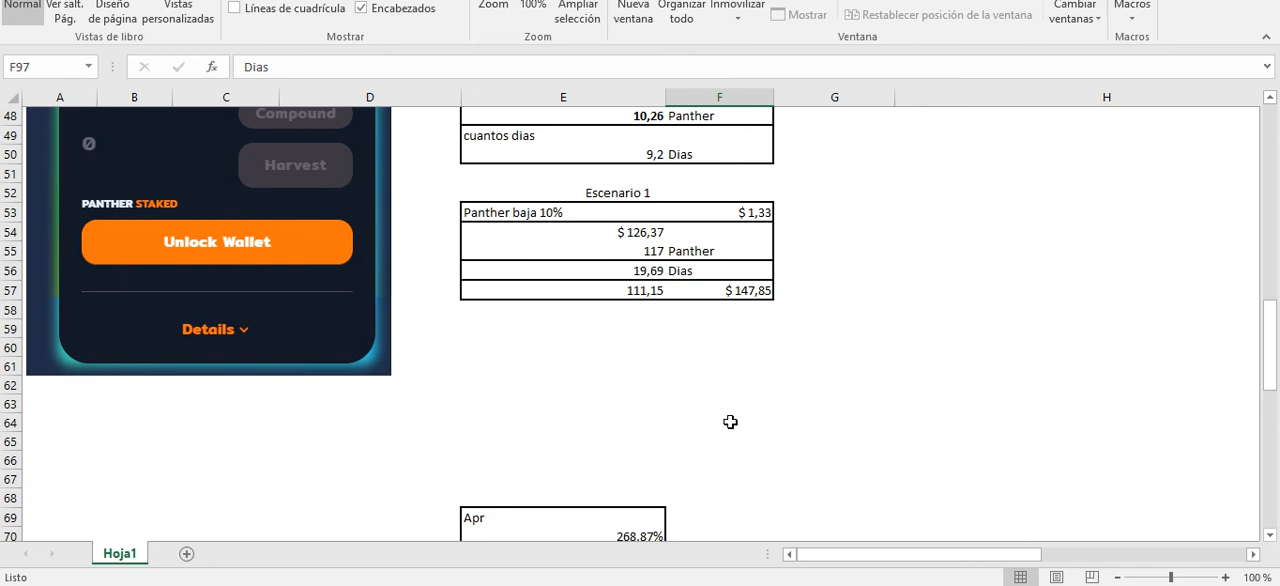 Normal Ver salt. Pág. Diseño de página Vistas personalizadas
Líneas de cuadrícula Encabezados
Zoom 100% Ampliar selección
Nueva ventana Organizar todo Inmovilizar
Mostrar
Restablecer posición de la ventana
Cambiar ventanas
Macros
Vistas de libro Mostrar Zoom Ventana Macros
F97 fx Dias
A B C D E F G H
48 Compound 10,26 Panther
49 0 cuantos dias
50 Harvest 9,2 Dias
51
52 PANTHER STAKED Escenario 1
53 Panther baja 10% $ 1,33
54 Unlock Wallet $ 126,37
55 117 Panther
56 19,69 Dias
57 111,15 $ 147,85
58
59 Details
60
61
62
63
64
65
66
67
68
69 Apr
70 268,87%
Hoja1
Listo 100 %